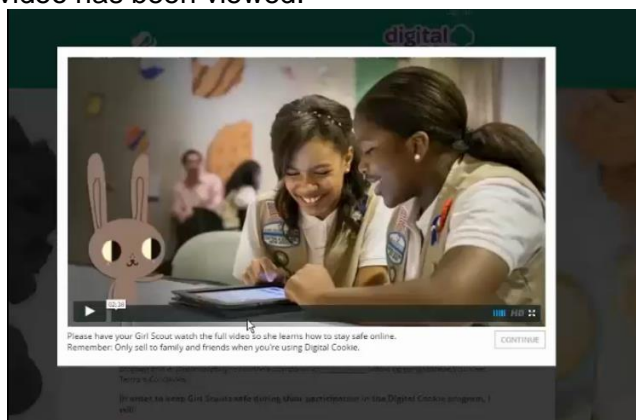 video has been viewed.
digital
02:36
HD
Please have your Girl Scout watch the full video so she learns how to stay safe online.
Remember: Only sell to family and friends when you're using Digital Cookie.
CONTINUE
In order to keep Girl Scouts safe during their participation in the Digital Cookie program, I
will: